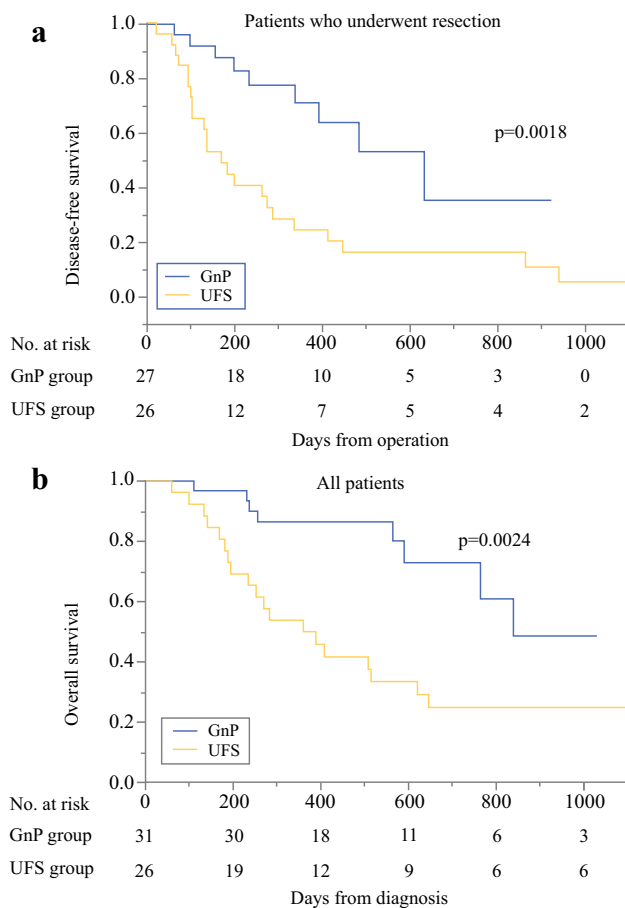 a
Patients who underwent resection
1.0
0.8
0.6
0.4
0.2
0.0
Disease-free survival
p=0.0018
GnP
UFS
0 200 400 600 800 1000
No. at risk
GnP group 27 18 10 5 3 0
UFS group 26 12 7 5 4 2
Days from operation
b
All patients
1.0
0.8
0.6
0.4
0.2
0.0
Overall survival
p=0.0024
GnP
UFS
0 200 400 600 800 1000
No. at risk
GnP group 31 30 18 11 6 3
UFS group 26 19 12 9 6 6
Days from diagnosis